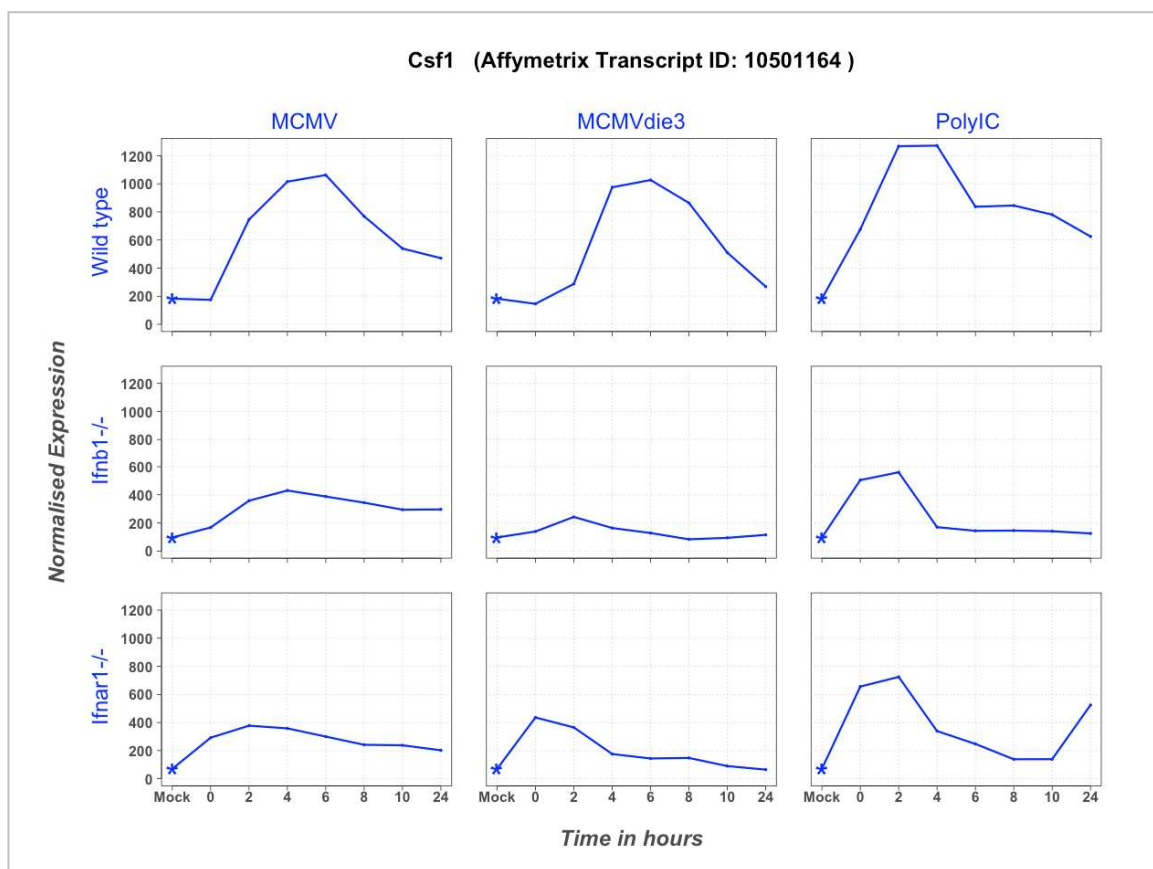 Csf1 (Affymetrix Transcript ID: 10501164 )
MCMV MCMVdie3 PolyIC
Normalised Expression
Wild type
1200
1000
800
600
400
200
0
Ifnb1-/-
1200
1000
800
600
400
200
0
Ifnar1-/-
1200
1000
800
600
400
200
0
Mock 0 2 4 6 8 10 24 Mock 0 2 4 6 8 10 24 Mock 0 2 4 6 8 10 24
Time in hours